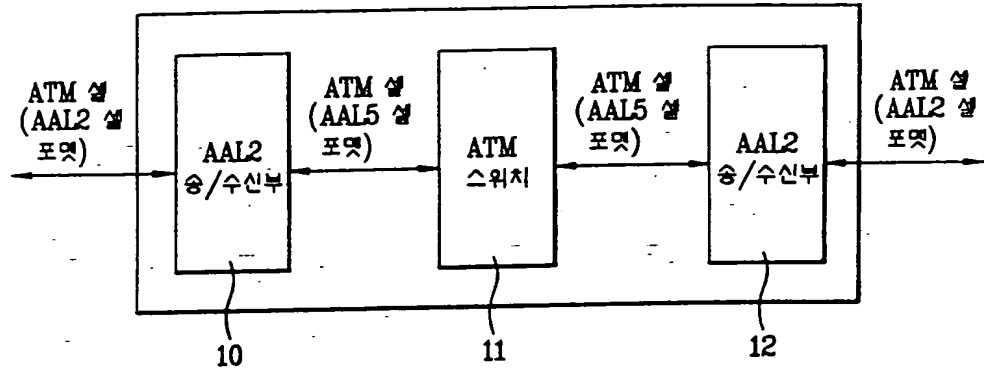 ATM 셀
(AAL2 셀
포맷)
AAL2
송/수신부
ATM 셀
(AAL5 셀
포맷)
ATM
스위치
ATM 셀
(AAL5 셀
포맷)
AAL2
송/수신부
ATM 셀
(AAL2 셀
포맷)
10
11
12